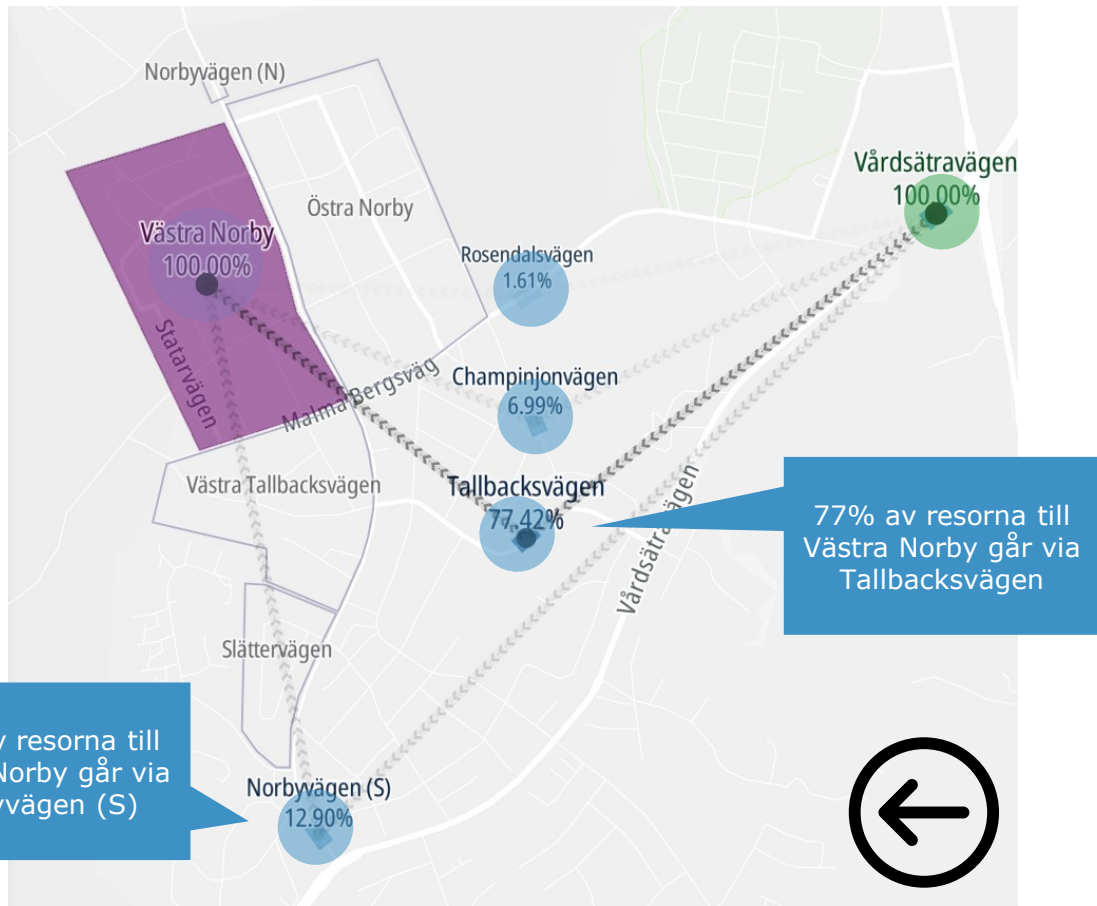 Norbyvägen (N)
Vårdsätravägen
100.00%
Östra Norby
Västra Norby
100.00%
Rosendalsvägen
1.61%
Statarvägen
Malma Bergsväg
Champinjonvägen
6.99%
Västra Tallbacksvägen
Tallbacksvägen
77.42%
Vårdsätravägen
77% av resorna till
Västra Norby går via
Tallbacksvägen
Slättervägen
resorna till
Norby går via
(S)
Norbyvägen (S)
12.90%